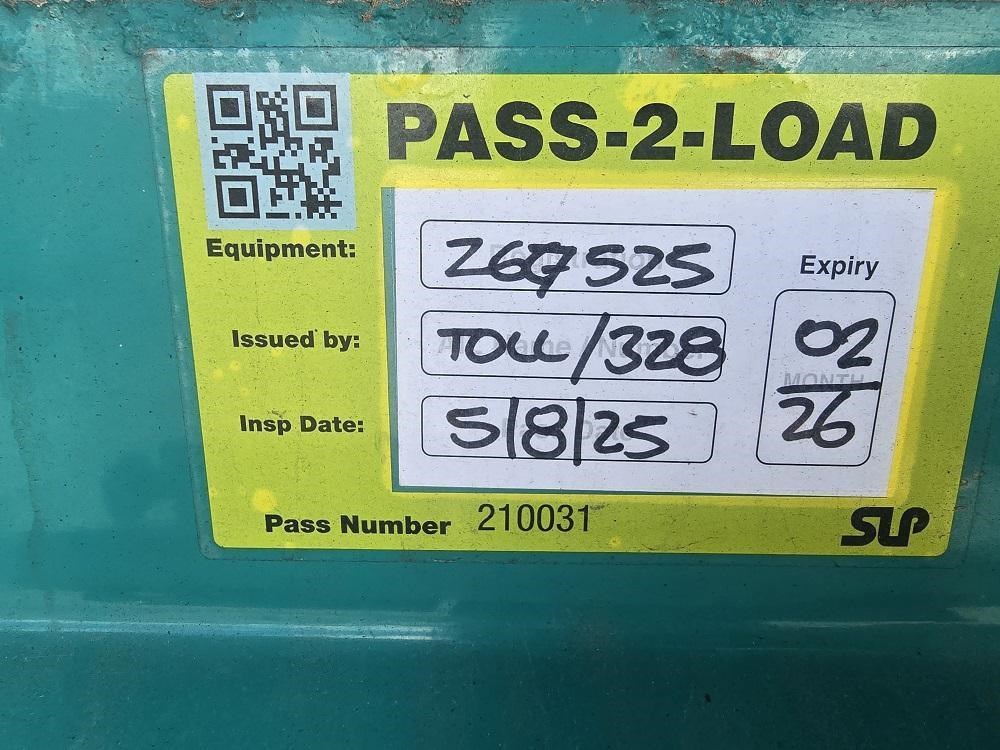 PASS-2-LOAD
Equipment: Z67525
Expiry
Issued by: TOLL/328
02
MONTH
26
Insp Date: 5/8/25
Pass Number 210031
SLP